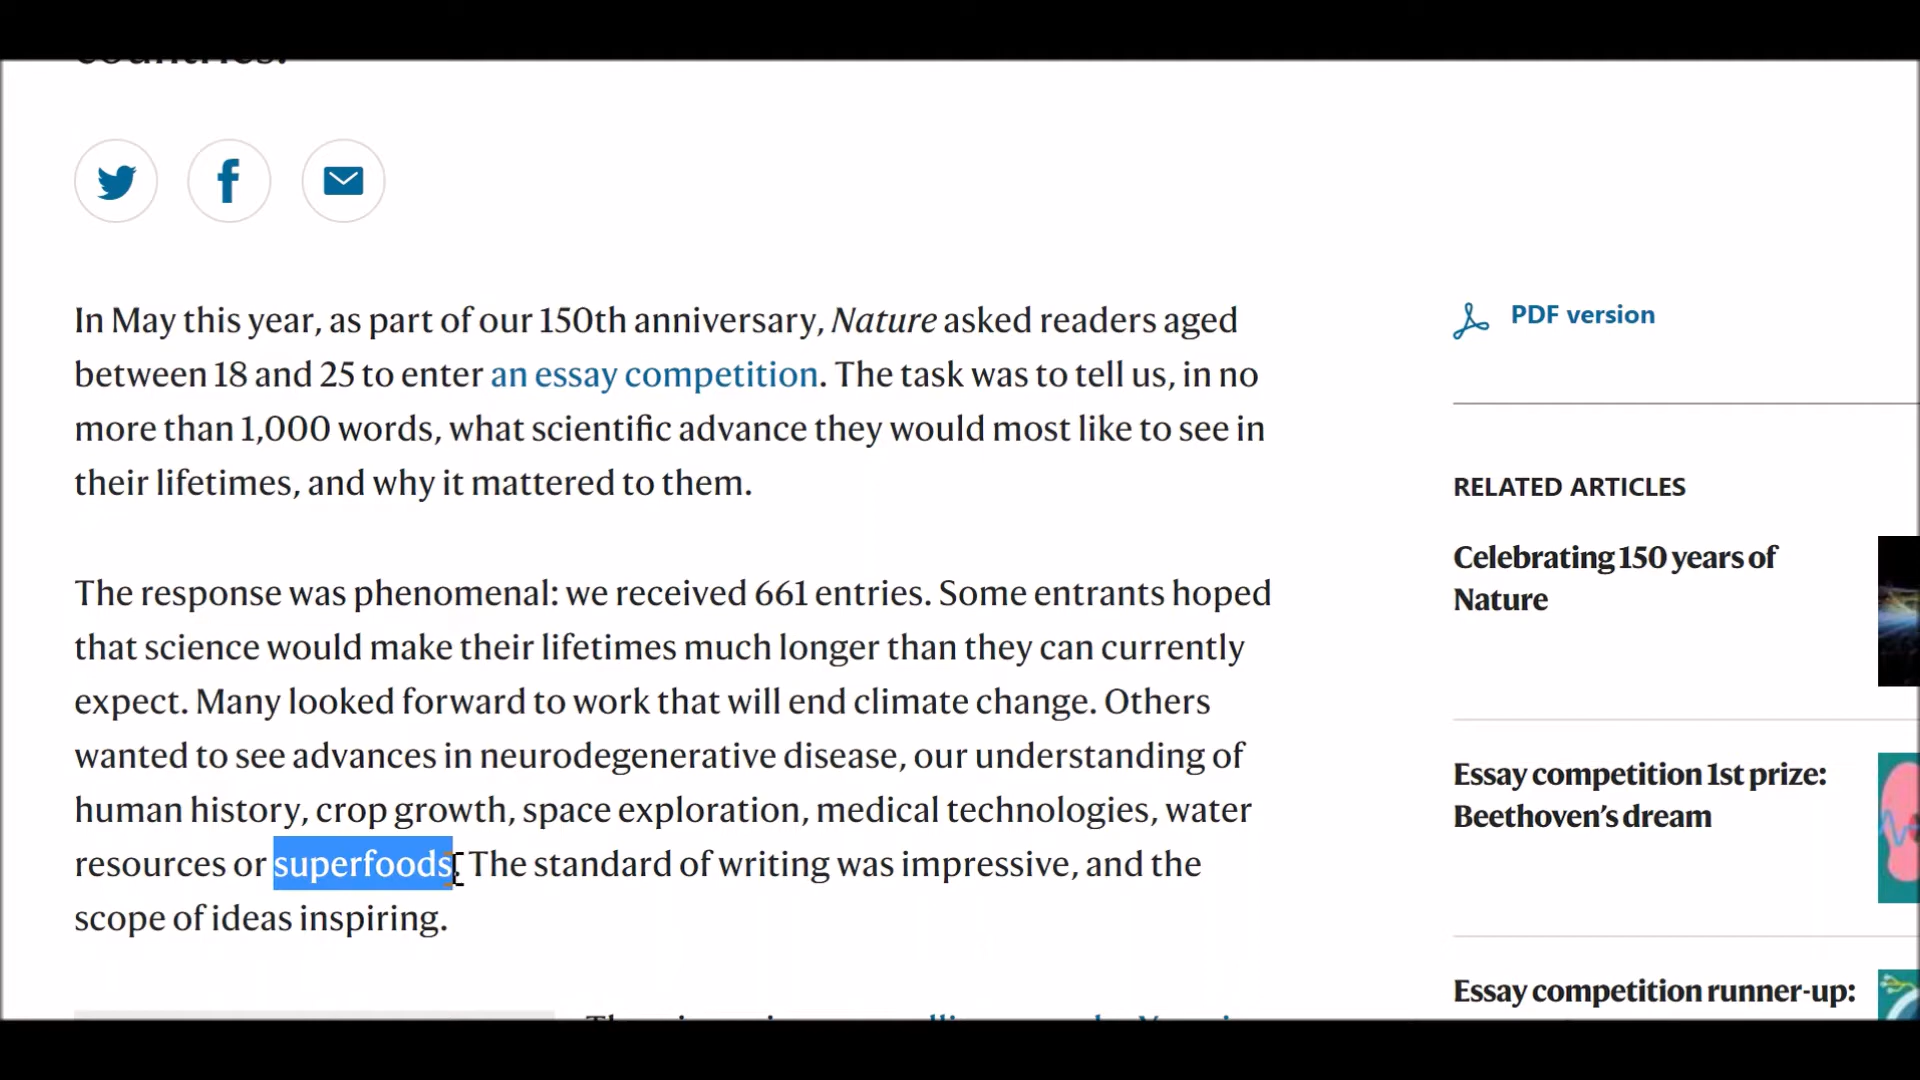 In May this year, as part of our 150th anniversary, Nature asked readers aged
between 18 and 25 to enter an essay competition. The task was to tell us, in no
more than 1,000 words, what scientific advance they would most like to see in
their lifetimes, and why it mattered to them.
The response was phenomenal: we received 661 entries. Some entrants hoped
that science would make their lifetimes much longer than they can currently
expect. Many looked forward to work that will end climate change. Others
wanted to see advances in neurodegenerative disease, our understanding of
human history, crop growth, space exploration, medical technologies, water
resources or superfoods. The standard of writing was impressive, and the
scope of ideas inspiring.
PDF version
RELATED ARTICLES
Celebrating 150 years of
Nature
Essay competition 1st prize:
Beethoven’s dream
Essay competition runner-up: